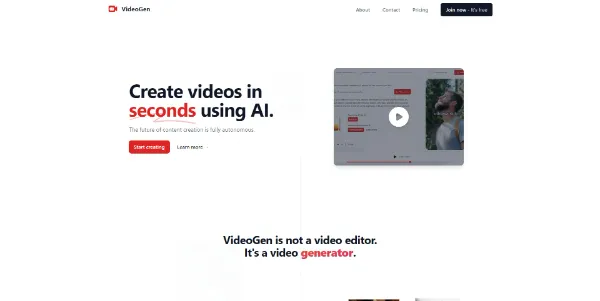 VideoGen
About
Contact
Pricing
Join now - It's free
Create videos in
seconds using AI.
The future of content creation is fully autonomous.
Start creating
Learn more
VideoGen is not a video editor.
It's a video generator.